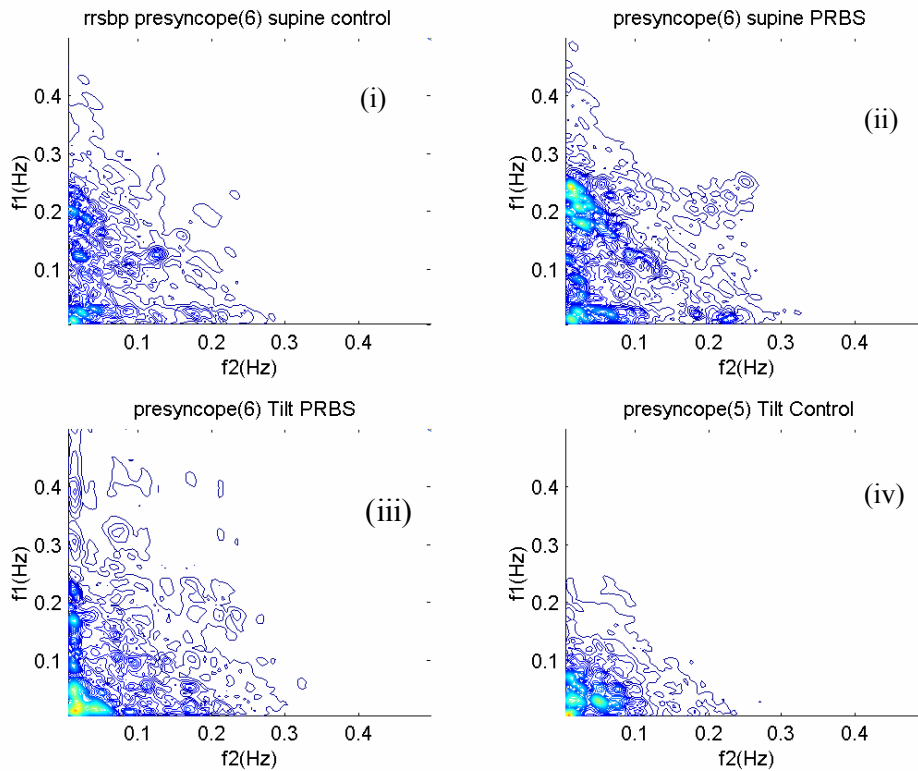 rrsbp presyncope(6) supine control
presyncope(6) supine PRBS
(i)
(ii)
f1(Hz)
0.4
0.3
0.2
0.1
0.1 0.2 0.3 0.4
f2(Hz)
f1(Hz)
0.4
0.3
0.2
0.1
0.1 0.2 0.3 0.4
f2(Hz)
presyncope(6) Tilt PRBS
presyncope(5) Tilt Control
(iii)
(iv)
f1(Hz)
0.4
0.3
0.2
0.1
0.1 0.2 0.3 0.4
f2(Hz)
f1(Hz)
0.4
0.3
0.2
0.1
0.1 0.2 0.3 0.4
f2(Hz)